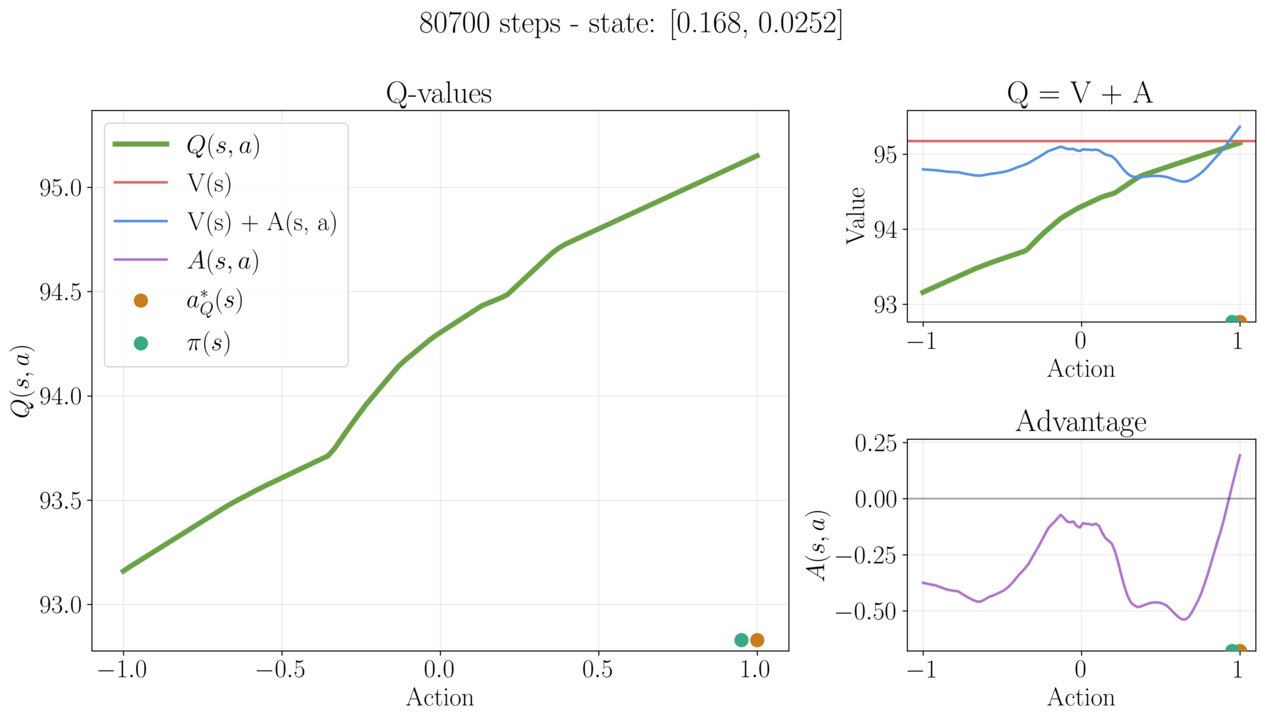 80700 steps - state: [0.168, 0.0252]
Q-values
Q(s, a)
V(s)
V(s) + A(s, a)
A(s, a)
a*Q(s)
π(s)
Q(s, a)
95.0
94.5
94.0
93.5
93.0
−1.0 −0.5 0.0 0.5 1.0
Action
Q = V + A
Value
95
94
93
−1 0 1
Action
Advantage
A(s, a)
0.25
0.00
−0.25
−0.50
−1 0 1
Action